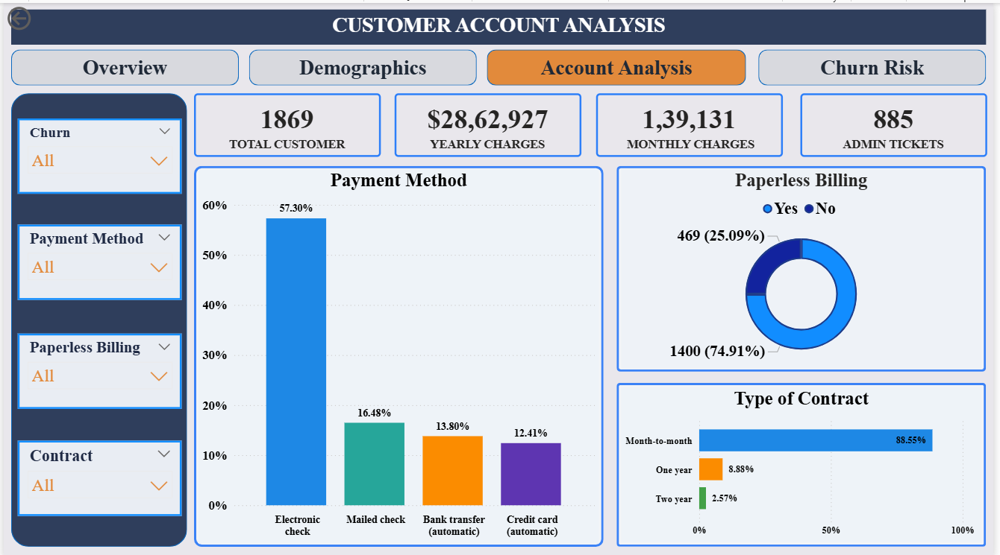 CUSTOMER ACCOUNT ANALYSIS
Overview
Demographics
Account Analysis
Churn Risk
Churn
All
Payment Method
All
Paperless Billing
All
Contract
All
1869
TOTAL CUSTOMER
$28,62,927
YEARLY CHARGES
1,39,131
MONTHLY CHARGES
885
ADMIN TICKETS
Payment Method
60%
50%
40%
30%
20%
10%
0%
57.30%
16.48%
13.80%
12.41%
Electronic
check
Mailed check
Bank transfer
(automatic)
Credit card
(automatic)
Paperless Billing
Yes No
469 (25.09%)
1400 (74.91%)
Type of Contract
Month-to-month
88.55%
One year
8.88%
Two year
2.57%
0%
50%
100%